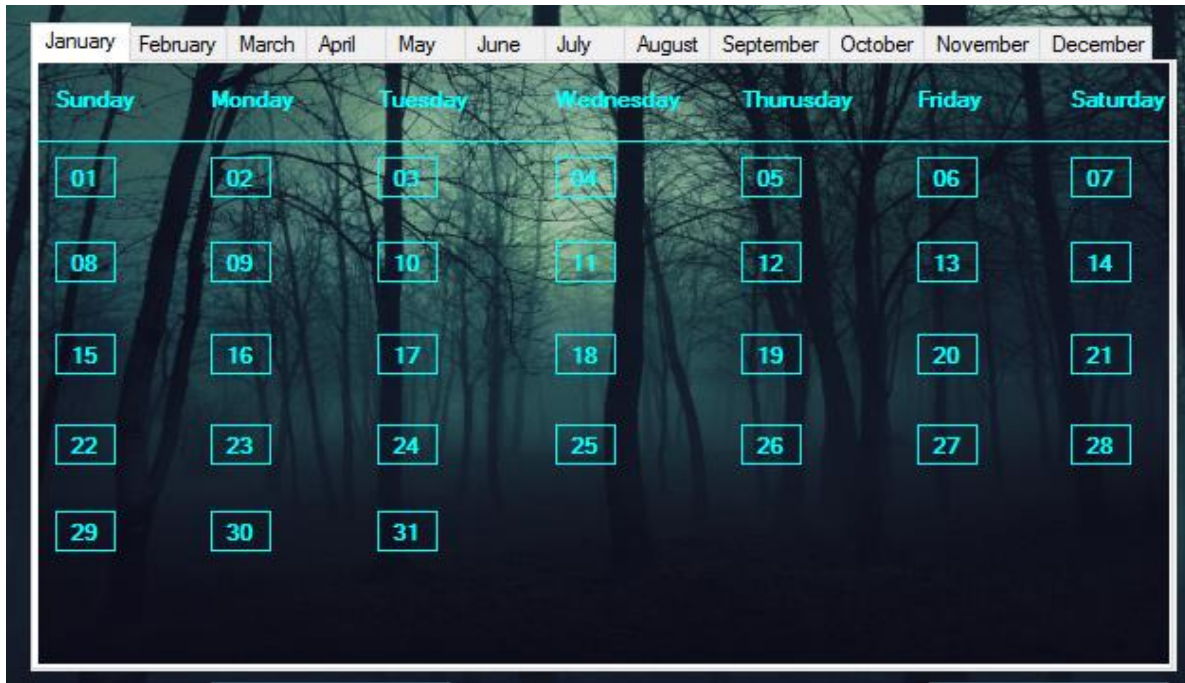 January February March April May June July August September October November December
Sunday Monday Tuesday Wednesday Thurusday Friday Saturday
01 02 03 04 05 06 07
08 09 10 11 12 13 14
15 16 17 18 19 20 21
22 23 24 25 26 27 28
29 30 31